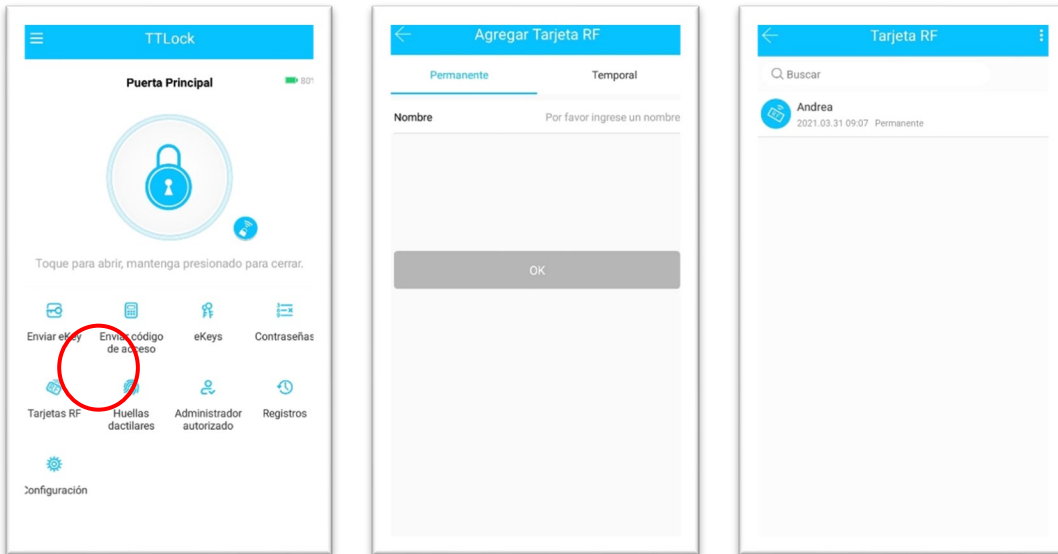 TTLock
Puerta Principal
80%
Toque para abrir, mantenga presionado para cerrar.
Enviar eKey
Enviar código
de acceso
eKeys
Contraseñas
Tarjetas RF
Huellas
dactilares
Administrador
autorizado
Registros
Configuración
Agregar Tarjeta RF
Permanente
Temporal
Nombre
Por favor ingrese un nombre
OK
Tarjeta RF
Buscar
Andrea
2021.03.31 09:07 Permanente